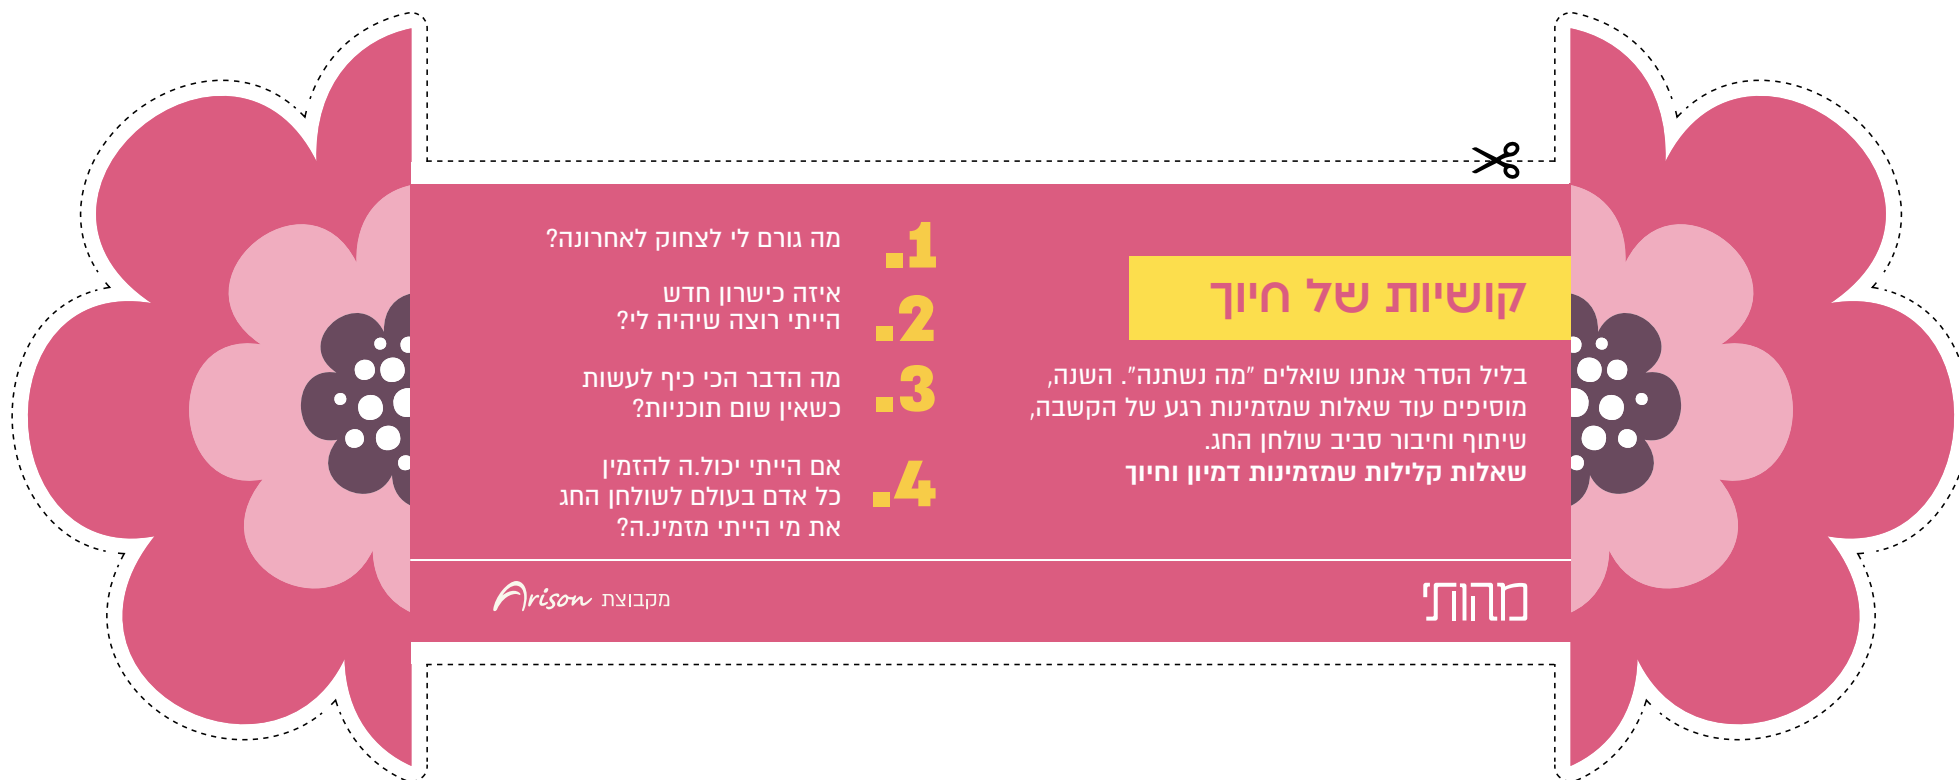 קושיות של חיוך
בליל הסדר אנחנו שואלים "מה נשתנה". השנה,
מוסיפים עוד שאלות שמזמינות רגע של הקשבה,
שיתוף וחיבור סביב שולחן החג.
שאלות קלילות שמזמינות דמיון וחיוך
1. מה גורם לי לצחוק לאחרונה?
2. איזה כישרון חדש
הייתי רוצה שיהיה לי?
3. מה הדבר הכי כיף לעשות
כשאין שום תוכניות?
4. אם הייתי יכול.ה להזמין
כל אדם בעולם לשולחן החג
את מי הייתי מזמינ.ה?
מהותי
מקבוצת Arison